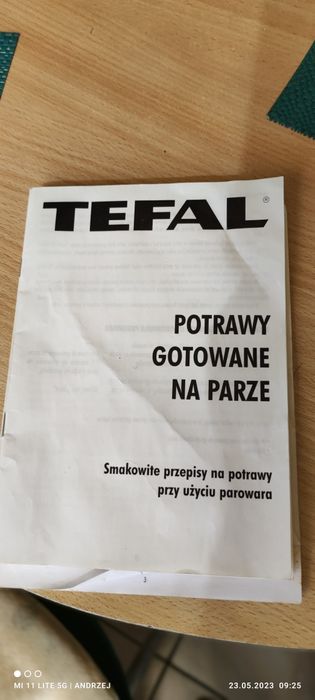 TEFAL®
POTRAWY
GOTOWANE
NA PARZE
Smakowite przepisy na potrawy
przy użyciu parowara
3
MI 11 LITE 5G | ANDRZEJ
23.05.2023 09:25